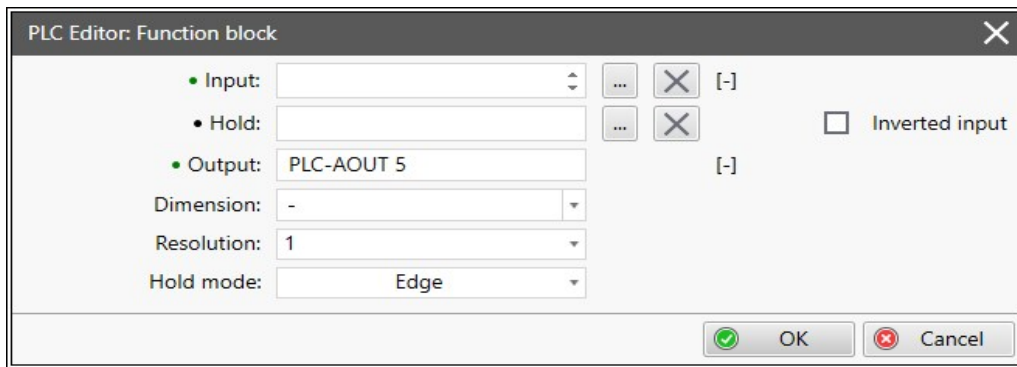 PLC Editor: Function block
• Input: ... [-]
• Hold: ... Inverted input
• Output: PLC-AOUT 5 [-]
Dimension: -
Resolution: 1
Hold mode: Edge
OK Cancel